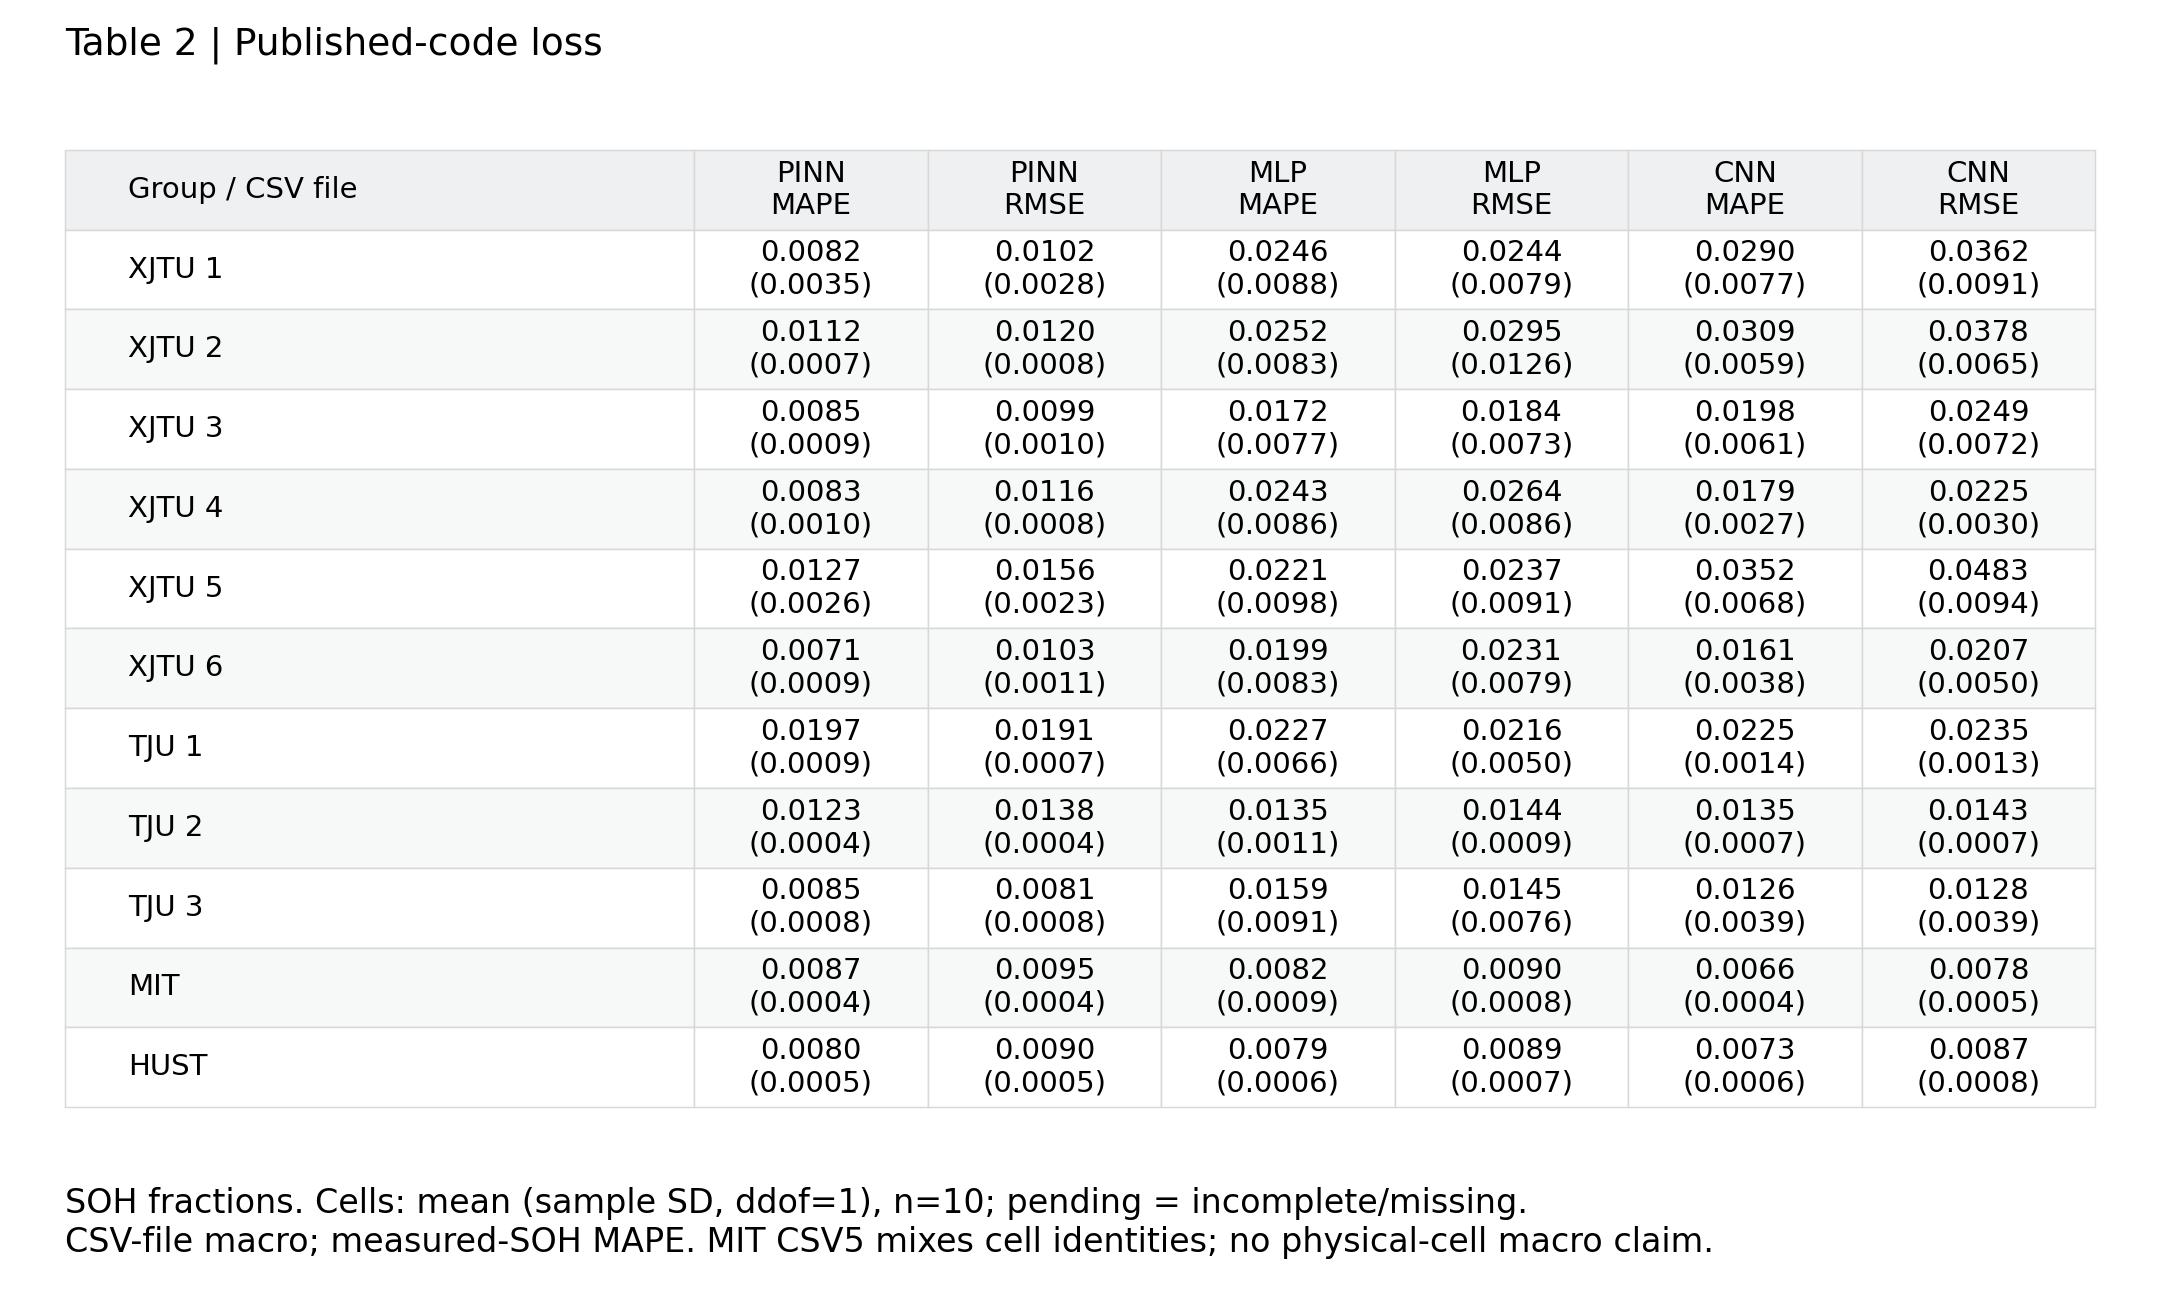 Table 2 | Published-code loss
Group / CSV file PINN MAPE PINN RMSE MLP MAPE MLP RMSE CNN MAPE CNN RMSE
XJTU 1 0.0082 (0.0035) 0.0102 (0.0028) 0.0246 (0.0088) 0.0244 (0.0079) 0.0290 (0.0077) 0.0362 (0.0091)
XJTU 2 0.0112 (0.0007) 0.0120 (0.0008) 0.0252 (0.0083) 0.0295 (0.0126) 0.0309 (0.0059) 0.0378 (0.0065)
XJTU 3 0.0085 (0.0009) 0.0099 (0.0010) 0.0172 (0.0077) 0.0184 (0.0073) 0.0198 (0.0061) 0.0249 (0.0072)
XJTU 4 0.0083 (0.0010) 0.0116 (0.0008) 0.0243 (0.0086) 0.0264 (0.0086) 0.0179 (0.0027) 0.0225 (0.0030)
XJTU 5 0.0127 (0.0026) 0.0156 (0.0023) 0.0221 (0.0098) 0.0237 (0.0091) 0.0352 (0.0068) 0.0483 (0.0094)
XJTU 6 0.0071 (0.0009) 0.0103 (0.0011) 0.0199 (0.0083) 0.0231 (0.0079) 0.0161 (0.0038) 0.0207 (0.0050)
TJU 1 0.0197 (0.0009) 0.0191 (0.0007) 0.0227 (0.0066) 0.0216 (0.0050) 0.0225 (0.0014) 0.0235 (0.0013)
TJU 2 0.0123 (0.0004) 0.0138 (0.0004) 0.0135 (0.0011) 0.0144 (0.0009) 0.0135 (0.0007) 0.0143 (0.0007)
TJU 3 0.0085 (0.0008) 0.0081 (0.0008) 0.0159 (0.0091) 0.0145 (0.0076) 0.0126 (0.0039) 0.0128 (0.0039)
MIT 0.0087 (0.0004) 0.0095 (0.0004) 0.0082 (0.0009) 0.0090 (0.0008) 0.0066 (0.0004) 0.0078 (0.0005)
HUST 0.0080 (0.0005) 0.0090 (0.0005) 0.0079 (0.0006) 0.0089 (0.0007) 0.0073 (0.0006) 0.0087 (0.0008)
SOH fractions. Cells: mean (sample SD, ddof=1), n=10; pending = incomplete/missing.
CSV-file macro; measured-SOH MAPE. MIT CSV5 mixes cell identities; no physical-cell macro claim.